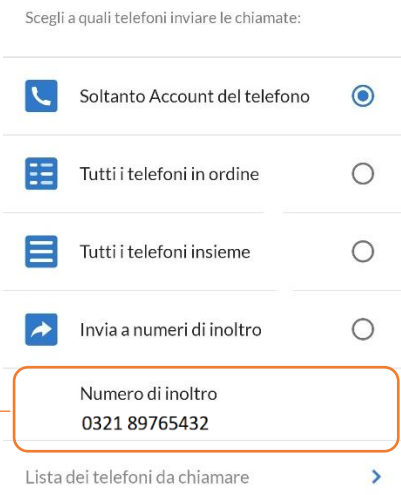 Scegli a quali telefoni inviare le chiamate:
Soltanto Account del telefono
Tutti i telefoni in ordine
Tutti i telefoni insieme
Invia a numeri di inoltro
Numero di inoltro
0321 89765432
Lista dei telefoni da chiamare